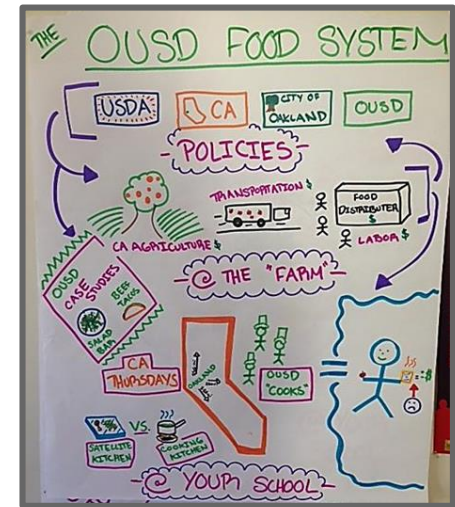 THE OUSD FOOD SYSTEM
USDA
CA
CITY OF OAKLAND
OUSD
- POLICIES -
TRANSPORTATION $
FOOD
DISTRIBUTER
$
CA AGRICULTURE $
LABOR $
- @ THE "FARM" -
OUSD
CASE
STUDIES
BEEF
TACOS
SALAD
BAR
CA
THURSDAYS
OAKLAND
OUSD
"COOKS"
SATELLITE
KITCHEN
VS.
COOKING
KITCHEN
- @ YOUR SCHOOL -